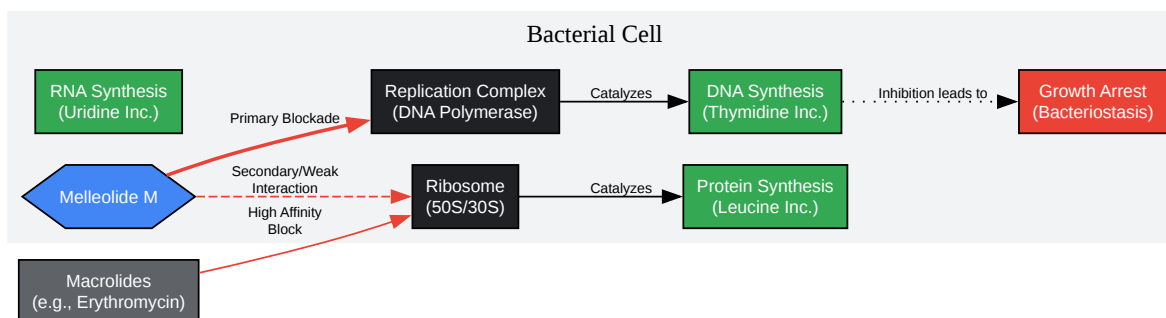 Bacterial Cell
RNA Synthesis
(Uridine Inc.)
Replication Complex
(DNA Polymerase)
Catalyzes
DNA Synthesis
(Thymidine Inc.)
Inhibition leads to
Growth Arrest
(Bacteriostasis)
Primary Blockade
Melleolide M
Secondary/Weak
Interaction
Ribosome
(50S/30S)
Catalyzes
Protein Synthesis
(Leucine Inc.)
High Affinity
Block
Macrolides
(e.g., Erythromycin)